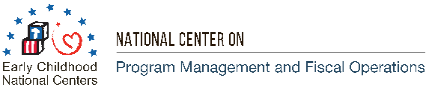 Early Childhood
National Centers
NATIONAL CENTER ON
Program Management and Fiscal Operations